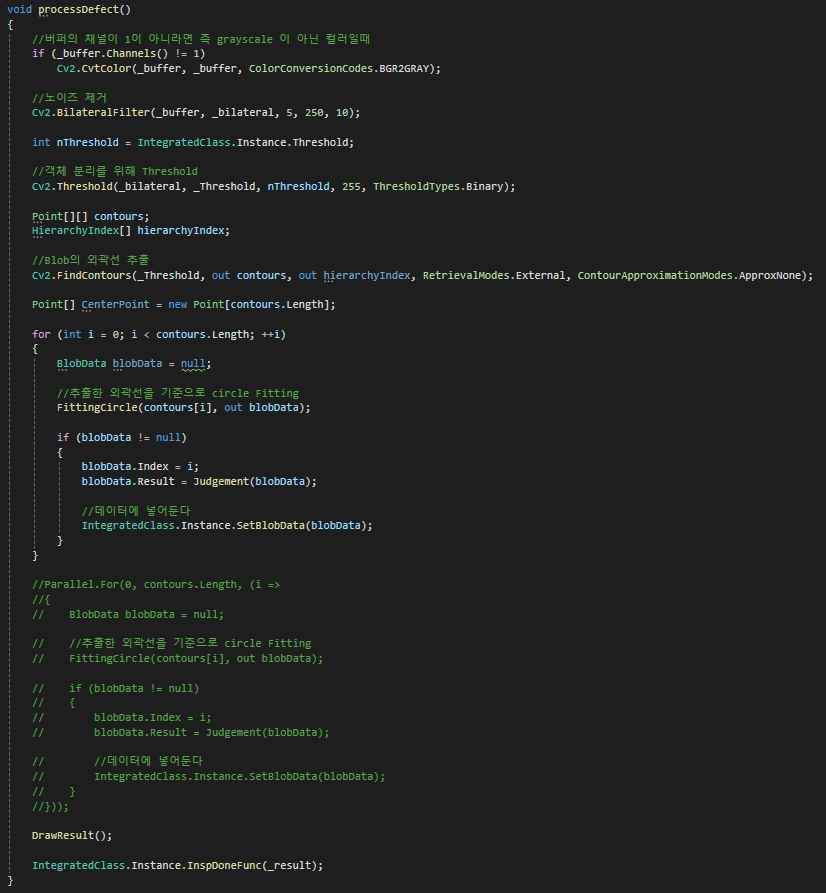 void processDefect()
{
    //버퍼의 채널이 1이 아니라면 즉 grayscale 이 아닌 컬러일때
    if (_buffer.Channels() != 1)
        Cv2.CvtColor(_buffer, _buffer, ColorConversionCodes.BGR2GRAY);

    //노이즈 제거
    Cv2.BilateralFilter(_buffer, _bilateral, 5, 250, 10);

    int nThreshold = IntegratedClass.Instance.Threshold;

    //객체 분리를 위해 Threshold
    Cv2.Threshold(_bilateral, _Threshold, nThreshold, 255, ThresholdTypes.Binary);

    Point[][] contours;
    HierarchyIndex[] hierarchyIndex;

    //Blob의 외곽선 추출
    Cv2.FindContours(_Threshold, out contours, out hierarchyIndex, RetrievalModes.External, ContourApproximationModes.ApproxNone);

    Point[] CenterPoint = new Point[contours.Length];

    for (int i = 0; i < contours.Length; ++i)
    {
        BlobData blobData = null;

        //추출한 외곽선을 기준으로 circle Fitting
        FittingCircle(contours[i], out blobData);

        if (blobData != null)
        {
            blobData.Index = i;
            blobData.Result = Judgement(blobData);

            //데이터에 넣어둔다
            IntegratedClass.Instance.SetBlobData(blobData);
        }
    }

    //Parallel.For(0, contours.Length, (i =>
    //{
    //    BlobData blobData = null;

    //    //추출한 외곽선을 기준으로 circle Fitting
    //    FittingCircle(contours[i], out blobData);

    //    if (blobData != null)
    //    {
    //        blobData.Index = i;
    //        blobData.Result = Judgement(blobData);

    //        //데이터에 넣어둔다
    //        IntegratedClass.Instance.SetBlobData(blobData);
    //    }
    //}));

    DrawResult();

    IntegratedClass.Instance.InspDoneFunc(_result);
}